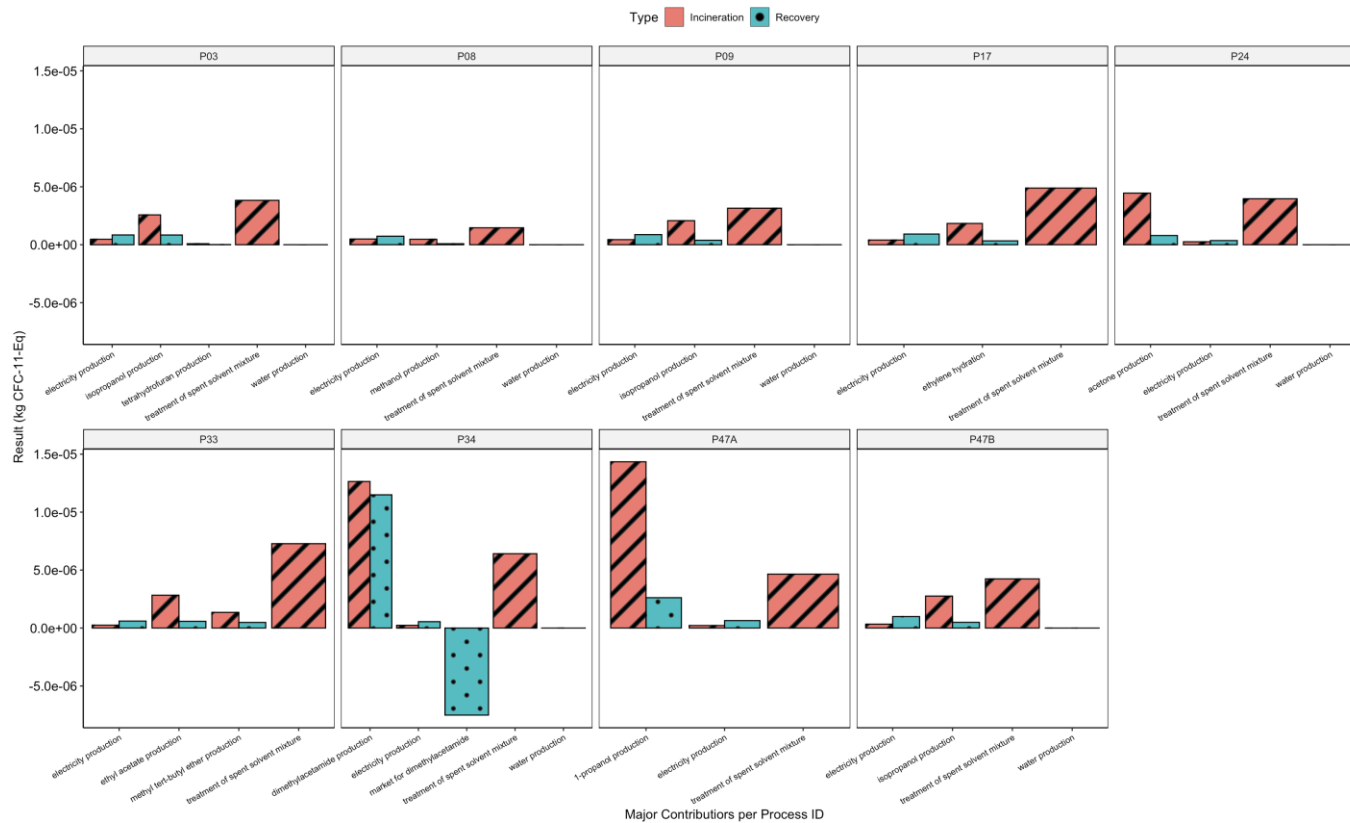 Type Incineration Recovery
P03 P08 P09 P17 P24
1.5e-05
1.0e-05
5.0e-06
0.0e+00
-5.0e-06
electricity production
isopropanol production
tetrahydrofuran production
treatment of spent solvent mixture
water production
electricity production
methanol production
treatment of spent solvent mixture
water production
electricity production
isopropanol production
treatment of spent solvent mixture
water production
electricity production
ethylene hydration
treatment of spent solvent mixture
acetone production
electricity production
treatment of spent solvent mixture
water production
Result (kg CFC-11-Eq)
P33 P34 P47A P47B
1.5e-05
1.0e-05
5.0e-06
0.0e+00
-5.0e-06
electricity production
ethyl acetate production
methyl tert-butyl ether production
treatment of spent solvent mixture
dimethylacetamide production
electricity production
market for dimethylacetamide
treatment of spent solvent mixture
water production
1-propanol production
electricity production
treatment of spent solvent mixture
electricity production
isopropanol production
treatment of spent solvent mixture
water production
Major Contributiors per Process ID